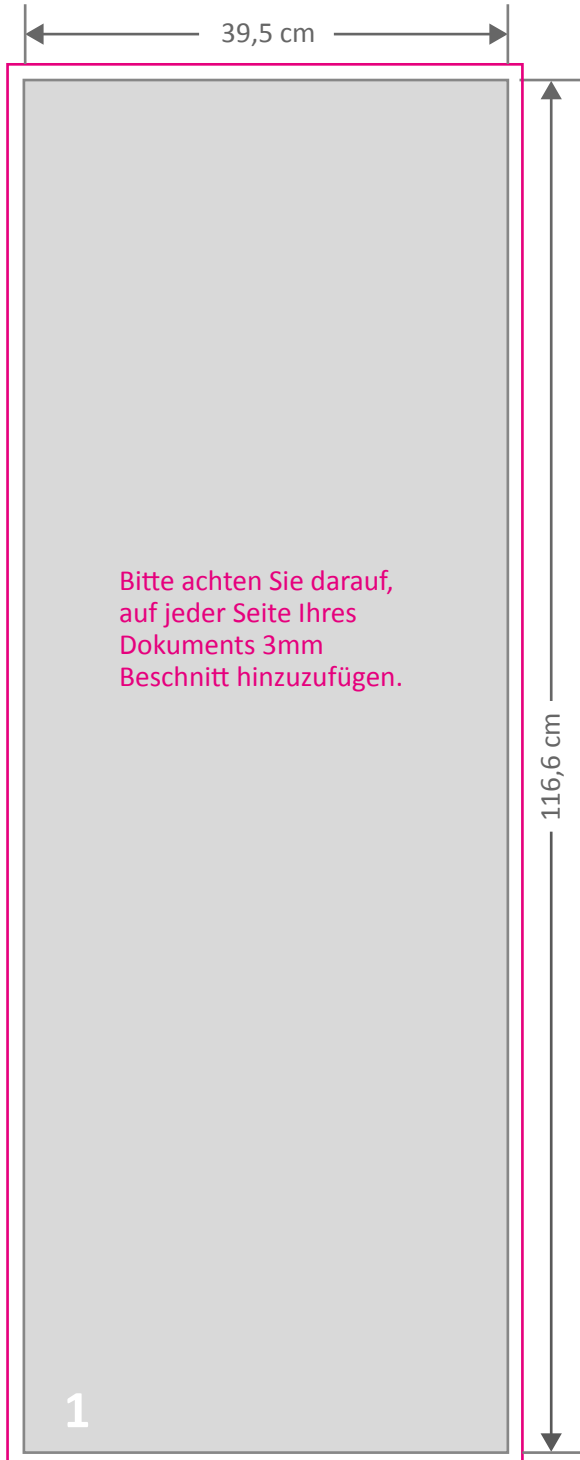 39,5 cm
Bitte achten Sie darauf,
auf jeder Seite Ihres
Dokuments 3mm
Beschnitt hinzuzufügen.
116,6 cm
1